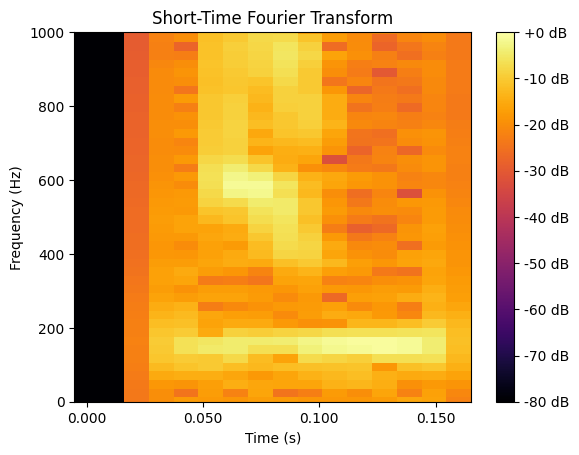 Short-Time Fourier Transform
Frequency (Hz)
1000
800
600
400
200
0
0.000
0.050
0.100
0.150
Time (s)
+0 dB
-10 dB
-20 dB
-30 dB
-40 dB
-50 dB
-60 dB
-70 dB
-80 dB